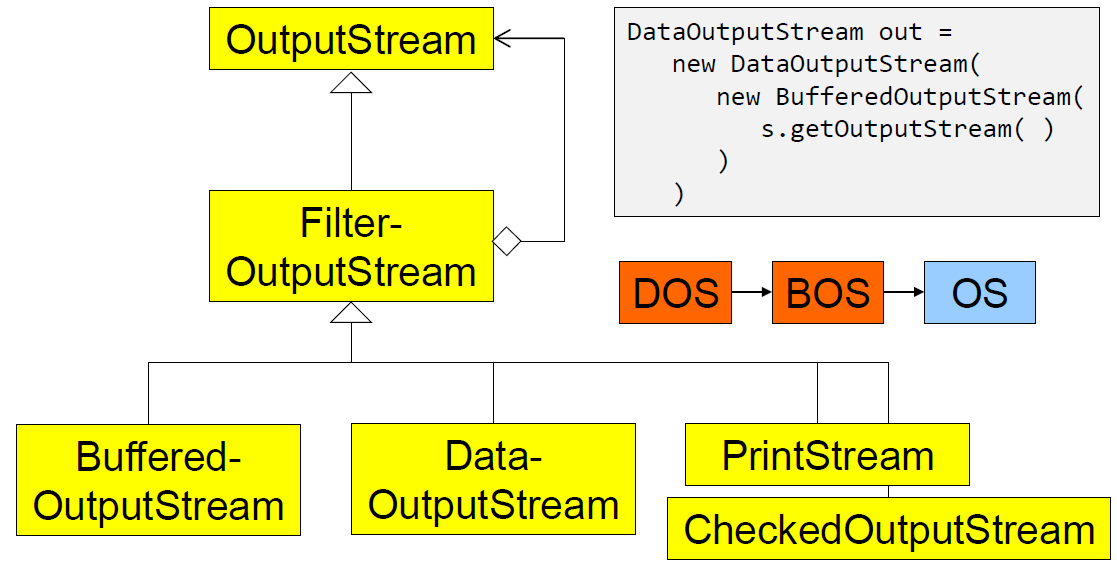 OutputStream
DataOutputStream out =
new DataOutputStream(
new BufferedOutputStream(
s.getOutputStream( )
)
)
Filter-
OutputStream
DOS
BOS
OS
Buffered-
OutputStream
Data-
OutputStream
PrintStream
CheckedOutputStream